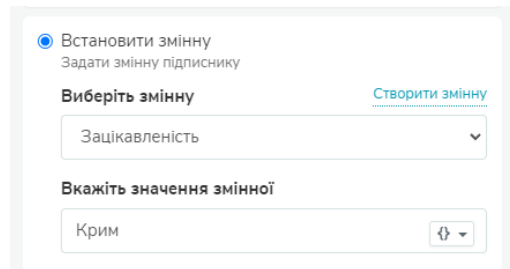 Встановити змінну
Задати змінну підписнику
Виберіть змінну Створити змінну
Зацікавленість
Вкажіть значення змінної
Крим {}